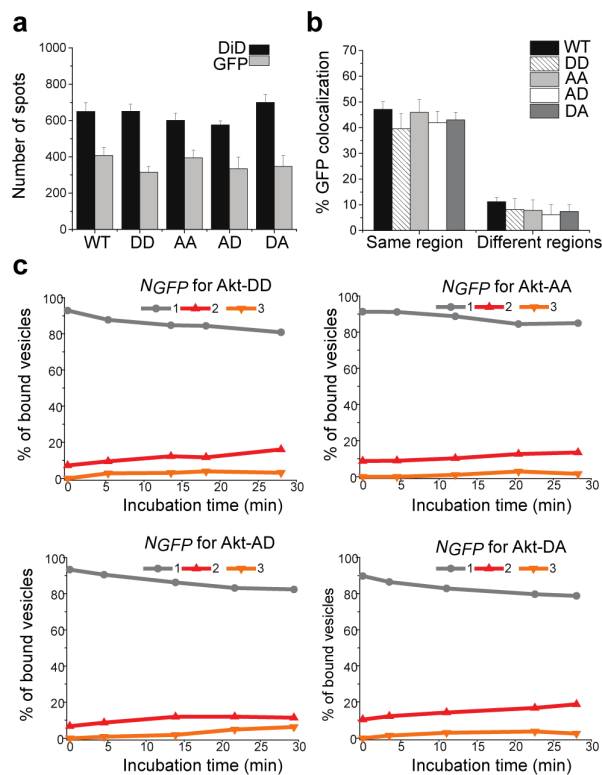 a
DiD
GFP
Number of spots
1000
800
600
400
200
0
WT DD AA AD DA
b
WT
DD
AA
AD
DA
% GFP colocalization
70
60
50
40
30
20
10
0
Same region Different regions
c
NGFP for Akt-DD
1 2 3
% of bound vesicles
100
80
60
40
20
0
0 5 10 15 20 25 30
Incubation time (min)
NGFP for Akt-AA
1 2 3
% of bound vesicles
100
80
60
40
20
0
0 5 10 15 20 25 30
Incubation time (min)
NGFP for Akt-AD
1 2 3
% of bound vesicles
100
80
60
40
20
0
0 5 10 15 20 25 30
Incubation time (min)
NGFP for Akt-DA
1 2 3
% of bound vesicles
100
80
60
40
20
0
0 5 10 15 20 25 30
Incubation time (min)